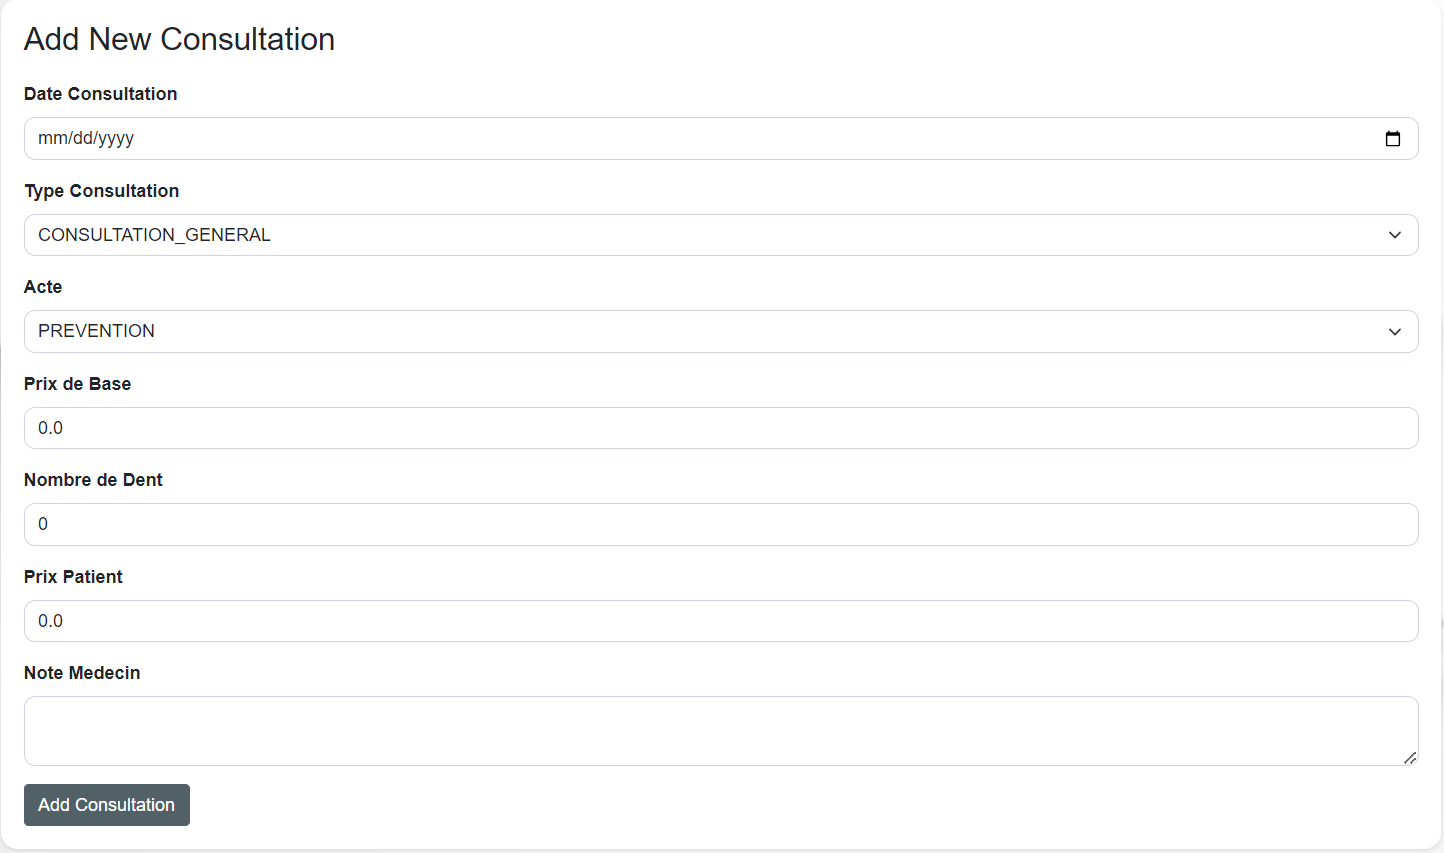 Add New Consultation
Date Consultation
mm/dd/yyyy
Type Consultation
CONSULTATION_GENERAL
Acte
PREVENTION
Prix de Base
0.0
Nombre de Dent
0
Prix Patient
0.0
Note Medecin
Add Consultation